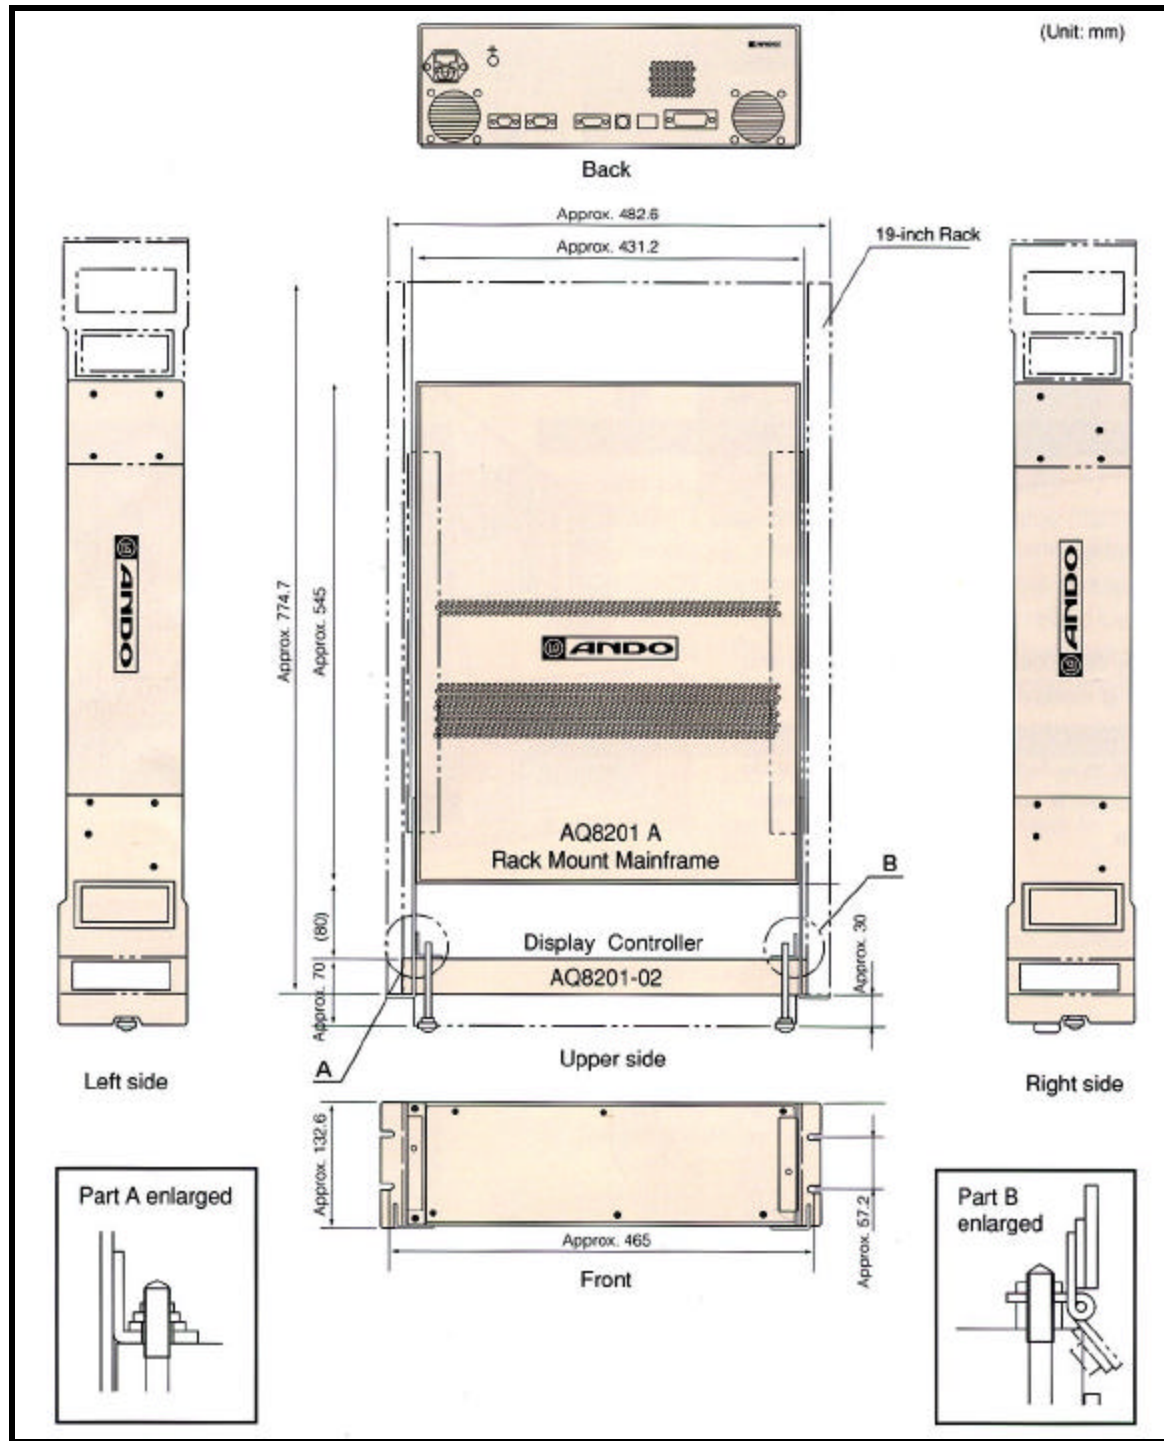 (Unit: mm)
ANDO
Back
Approx. 482.6
Approx. 431.2
19-inch Rack
Approx. 774.7
Approx. 545
ANDO
ANDO
ANDO
AQ8201 A
Rack Mount Mainframe
B
(80)
Display Controller
Approx. 30
AQ8201-02
Approx. 70
A
Upper side
Left side
Right side
Approx. 132.6
Approx. 57.2
Approx. 465
Front
Part A enlarged
Part B
enlarged